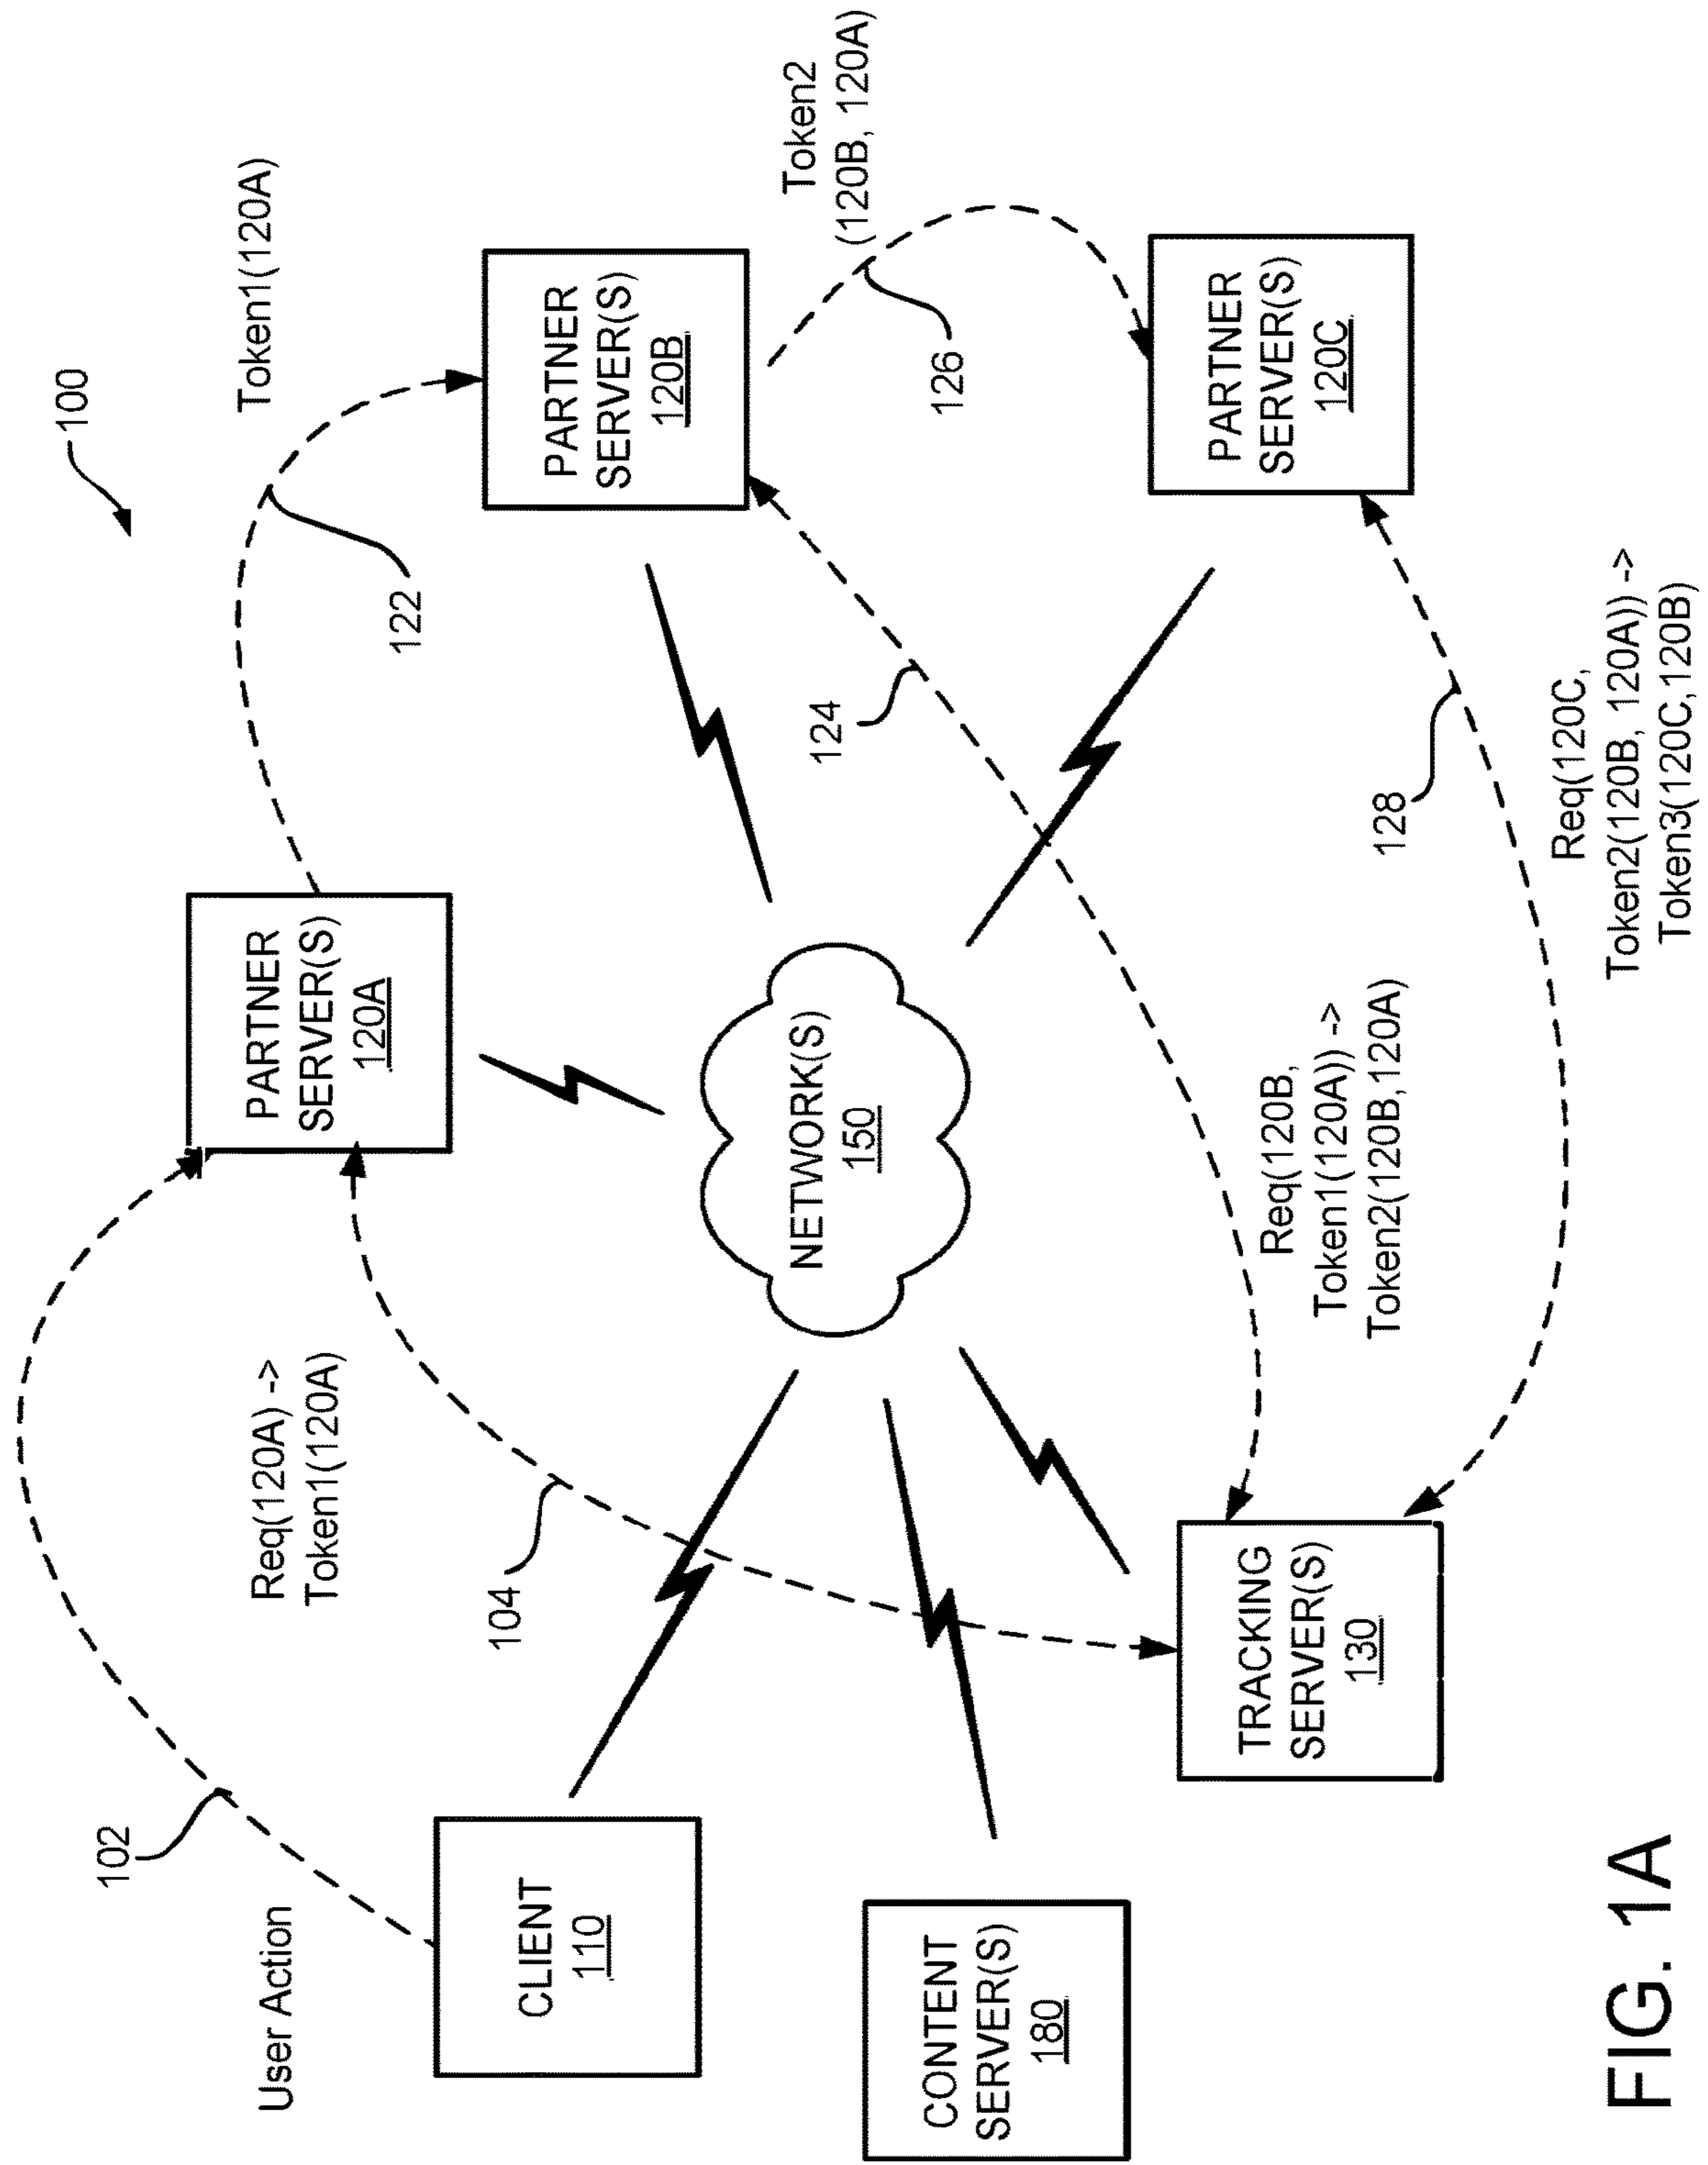 100
User Action
102
Req(120A) ->
Token1(120A)
104
Token1(120A)
122
PARTNER
SERVER(S)
120A
PARTNER
SERVER(S)
120B
CLIENT
110
NETWORK(S)
150
124
126
Token2
(120B, 120A)
CONTENT
SERVER(S)
180
TRACKING
SERVER(S)
130
PARTNER
SERVER(S)
120C
Req(120B,
Token1(120A)) ->
Token2(120B,120A)
128
Req(120C,
Token2(120B, 120A)) ->
Token3(120C,120B)
FIG. 1A